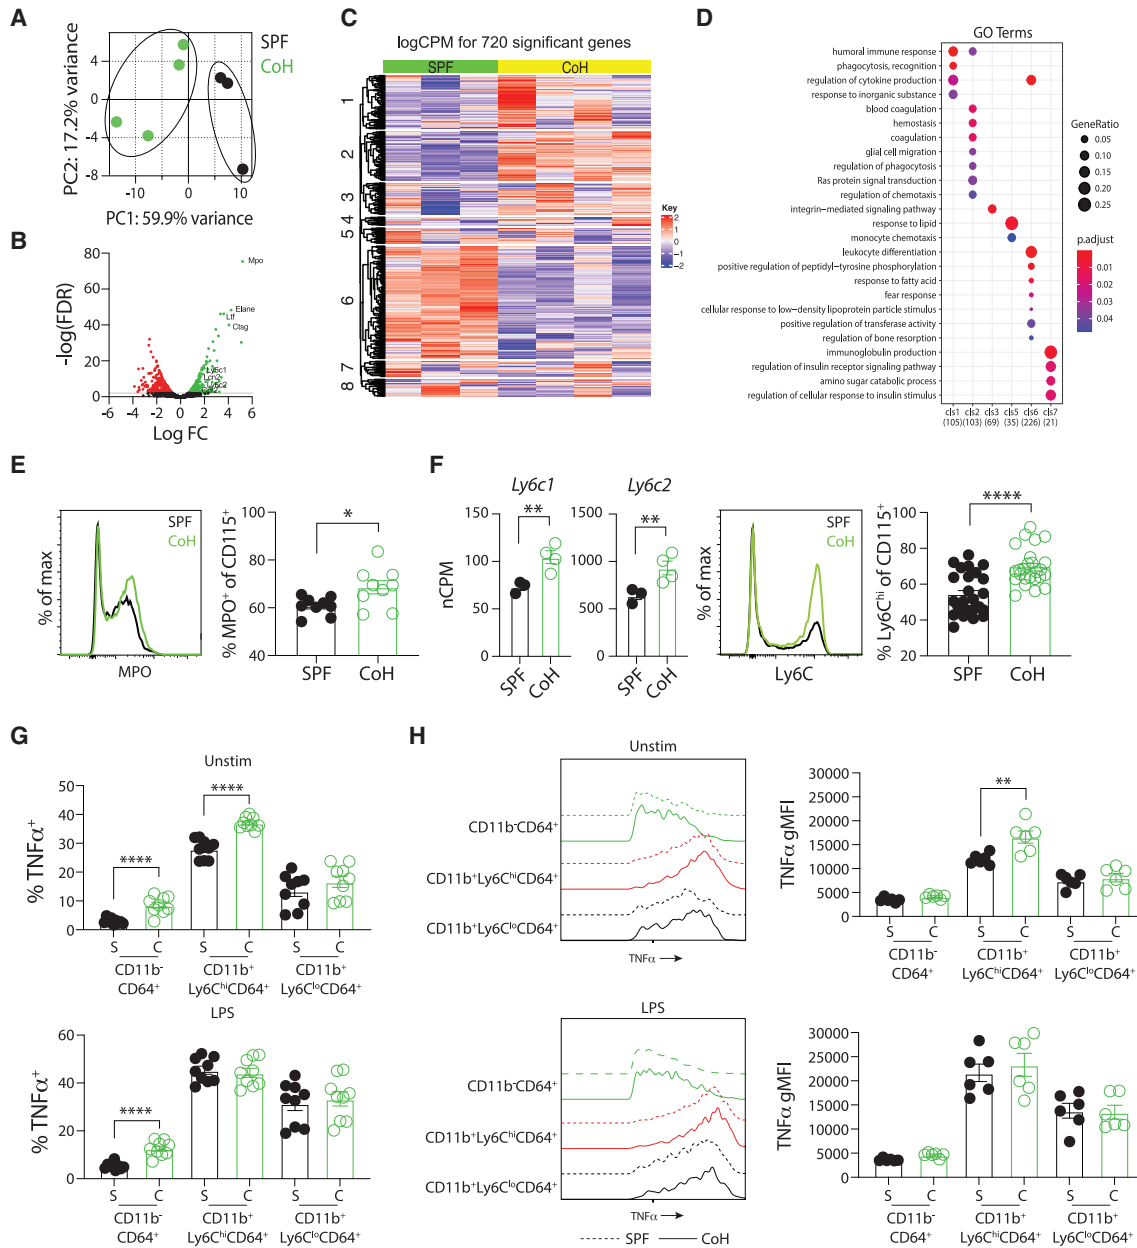 A
SPF
CoH
PC2: 17.2% variance
4
0
-4
-8
-10
0
10
PC1: 59.9% variance
B
-log(FDR)
80
60
40
20
0
Mpo
Elane
Ltf
Ctsg
Ly6c1
Lcn2
Ly6c2
-6
-4
-2
0
2
4
6
Log FC
C
logCPM for 720 significant genes
SPF
CoH
1
2
3
4
5
6
7
8
Key
2
1
0
-1
-2
D
GO Terms
humoral immune response
phagocytosis, recognition
regulation of cytokine production
response to inorganic substance
blood coagulation
hemostasis
coagulation
glial cell migration
regulation of phagocytosis
Ras protein signal transduction
regulation of chemotaxis
integrin-mediated signaling pathway
response to lipid
monocyte chemotaxis
leukocyte differentiation
positive regulation of peptidyl-tyrosine phosphorylation
response to fatty acid
fear response
cellular response to low-density lipoprotein particle stimulus
positive regulation of transferase activity
regulation of bone resorption
immunoglobulin production
regulation of insulin receptor signaling pathway
amino sugar catabolic process
regulation of cellular response to insulin stimulus
cls1 cls2 cls3 cls5 cls6 cls7
(105) (103) (69) (35) (226) (21)
GeneRatio
0.05
0.10
0.15
0.20
0.25
p.adjust
0.01
0.02
0.03
0.04
E
% of max
SPF
CoH
MPO
% MPO+ of CD115+
100
80
60
40
*
SPF
CoH
F
Ly6c1
nCPM
150
100
50
0
**
SPF
CoH
Ly6c2
1500
1000
500
0
**
SPF
CoH
% of max
SPF
CoH
Ly6C
% Ly6Chi of CD115+
100
80
60
40
20
****
SPF
CoH
G
Unstim
% TNFα+
50
40
30
20
10
0
****
****
S C S C S C
CD11b- CD11b+ CD11b+
CD64+ Ly6ChiCD64+ Ly6CloCD64+
LPS
% TNFα+
60
40
20
0
****
S C S C S C
CD11b- CD11b+ CD11b+
CD64+ Ly6ChiCD64+ Ly6CloCD64+
H
Unstim
CD11b-CD64+
CD11b+Ly6ChiCD64+
CD11b+Ly6CloCD64+
TNFα
TNFα gMFI
30000
25000
20000
15000
10000
5000
0
**
S C S C S C
CD11b- CD11b+ CD11b+
CD64+ Ly6ChiCD64+ Ly6CloCD64+
LPS
CD11b-CD64+
CD11b+Ly6ChiCD64+
CD11b+Ly6CloCD64+
TNFα
SPF CoH
TNFα gMFI
30000
25000
20000
15000
10000
5000
0
S C S C S C
CD11b- CD11b+ CD11b+
CD64+ Ly6ChiCD64+ Ly6CloCD64+